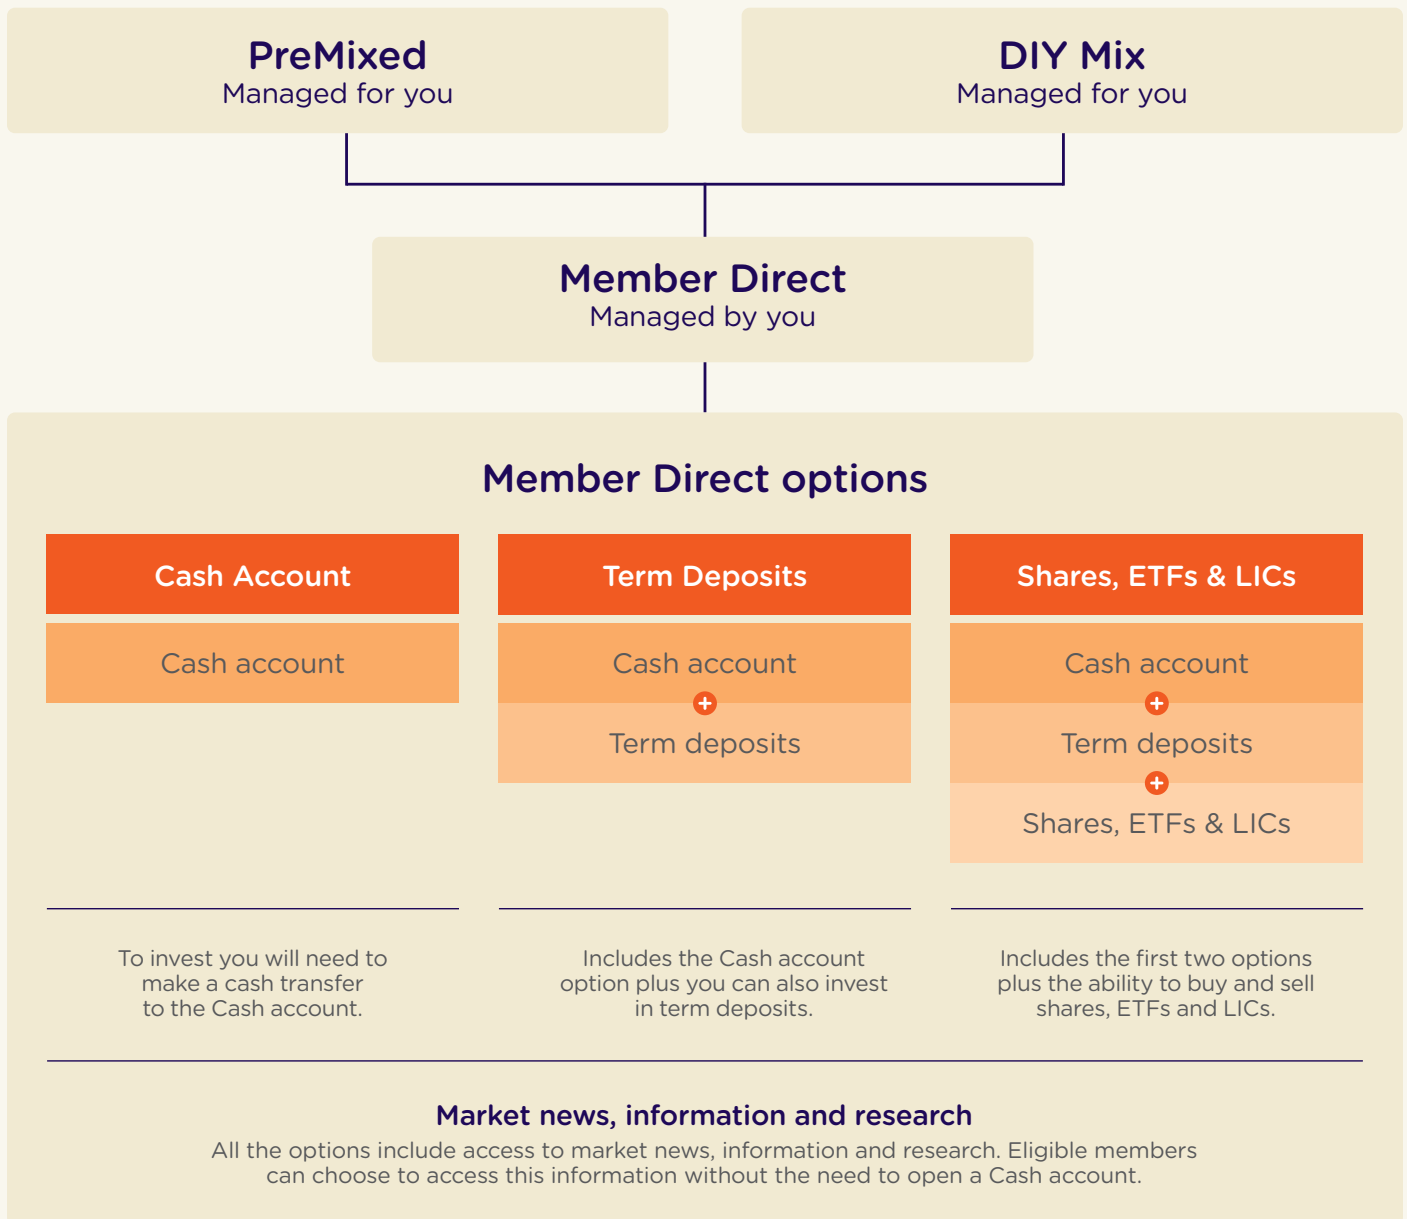 PreMixed
Managed for you
DIY Mix
Managed for you
Member Direct
Managed by you
Member Direct options
Cash Account
Cash account
Term Deposits
Cash account
+
Term deposits
Shares, ETFs & LICs
Cash account
+
Term deposits
+
Shares, ETFs & LICs
To invest you will need to
make a cash transfer
to the Cash account.
Includes the Cash account
option plus you can also invest
in term deposits.
Includes the first two options
plus the ability to buy and sell
shares, ETFs and LICs.
Market news, information and research
All the options include access to market news, information and research. Eligible members
can choose to access this information without the need to open a Cash account.